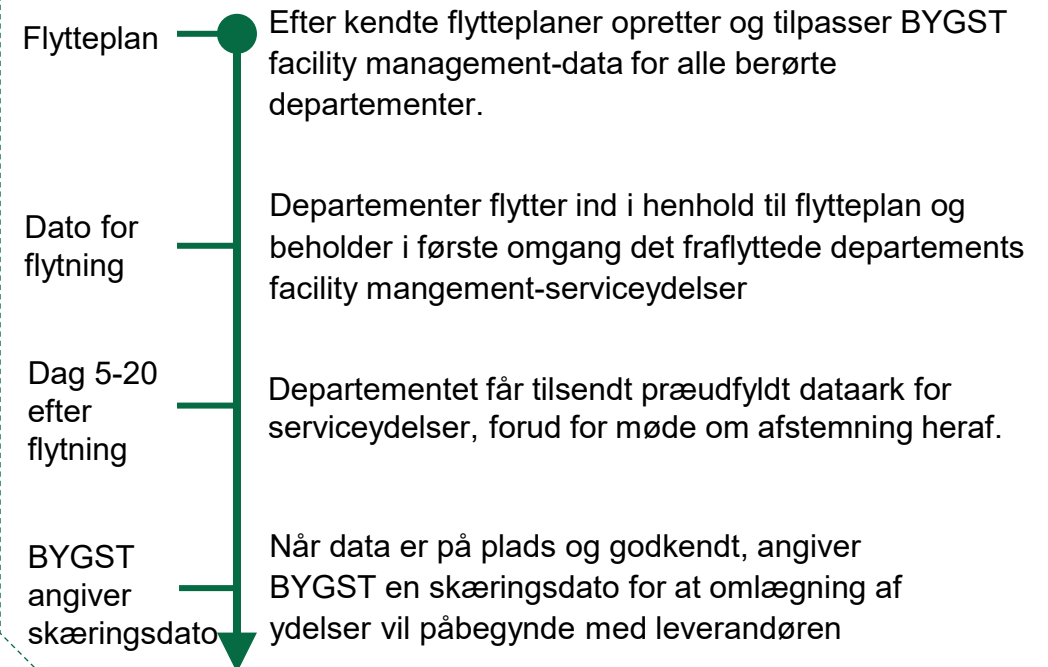 Flytteplan
Efter kendte flytteplaner opretter og tilpasser BYGST
facility management-data for alle berørte
departementer.
Dato for
flytning
Departementer flytter ind i henhold til flytteplan og
beholder i første omgang det fraflyttede departements
facility mangement-serviceydelser
Dag 5-20
efter
flytning
Departementet får tilsendt præudfyldt dataark for
serviceydelser, forud for møde om afstemning heraf.
BYGST
angiver
skæringsdato
Når data er på plads og godkendt, angiver
BYGST en skæringsdato for at omlægning af
ydelser vil påbegynde med leverandøren